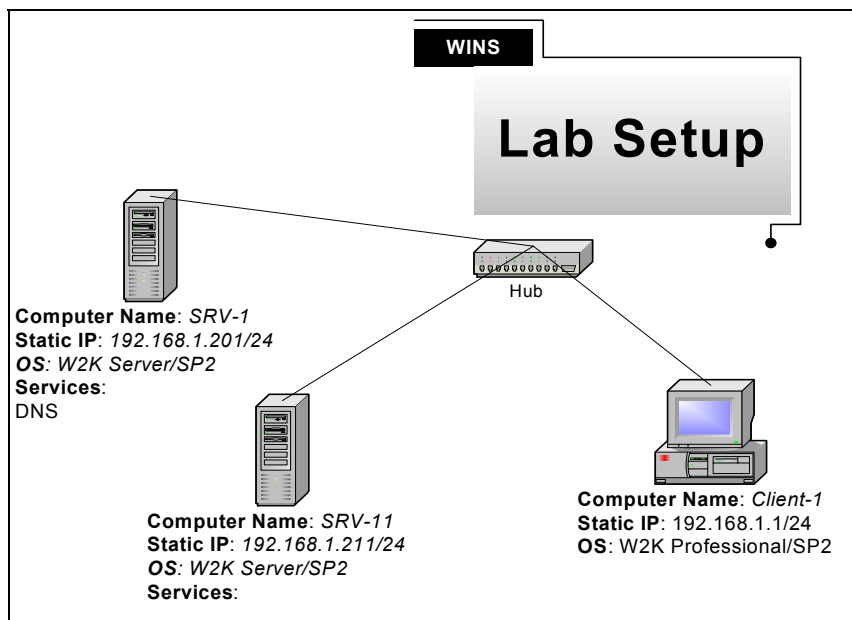 WINS
Lab Setup
Hub
Computer Name: SRV-1
Static IP: 192.168.1.201/24
OS: W2K Server/SP2
Services:
DNS
Computer Name: SRV-11
Static IP: 192.168.1.211/24
OS: W2K Server/SP2
Services:
Computer Name: Client-1
Static IP: 192.168.1.1/24
OS: W2K Professional/SP2